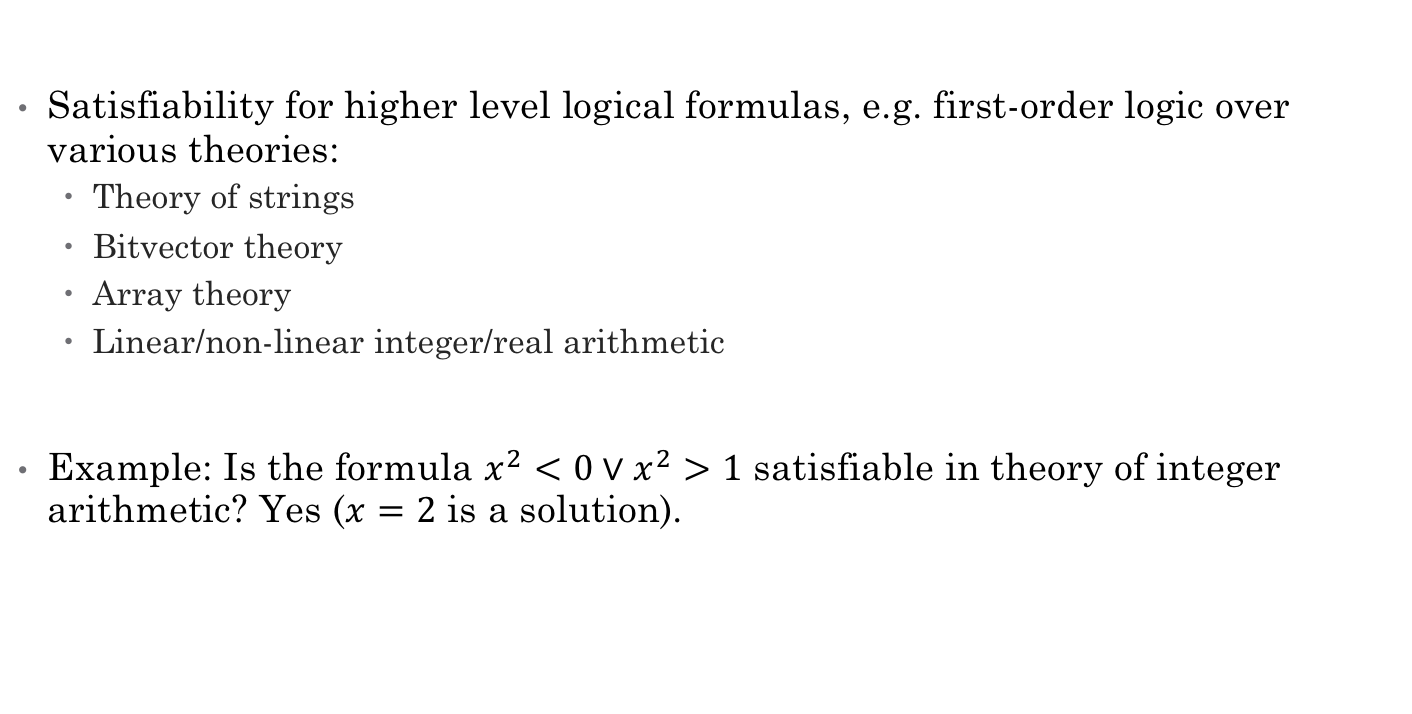 • Satisfiability for higher level logical formulas, e.g. first-order logic over
various theories:
• Theory of strings
• Bitvector theory
• Array theory
• Linear/non-linear integer/real arithmetic
• Example: Is the formula 𝑥² < 0 ∨ 𝑥² > 1 satisfiable in theory of integer
arithmetic? Yes (𝑥 = 2 is a solution).